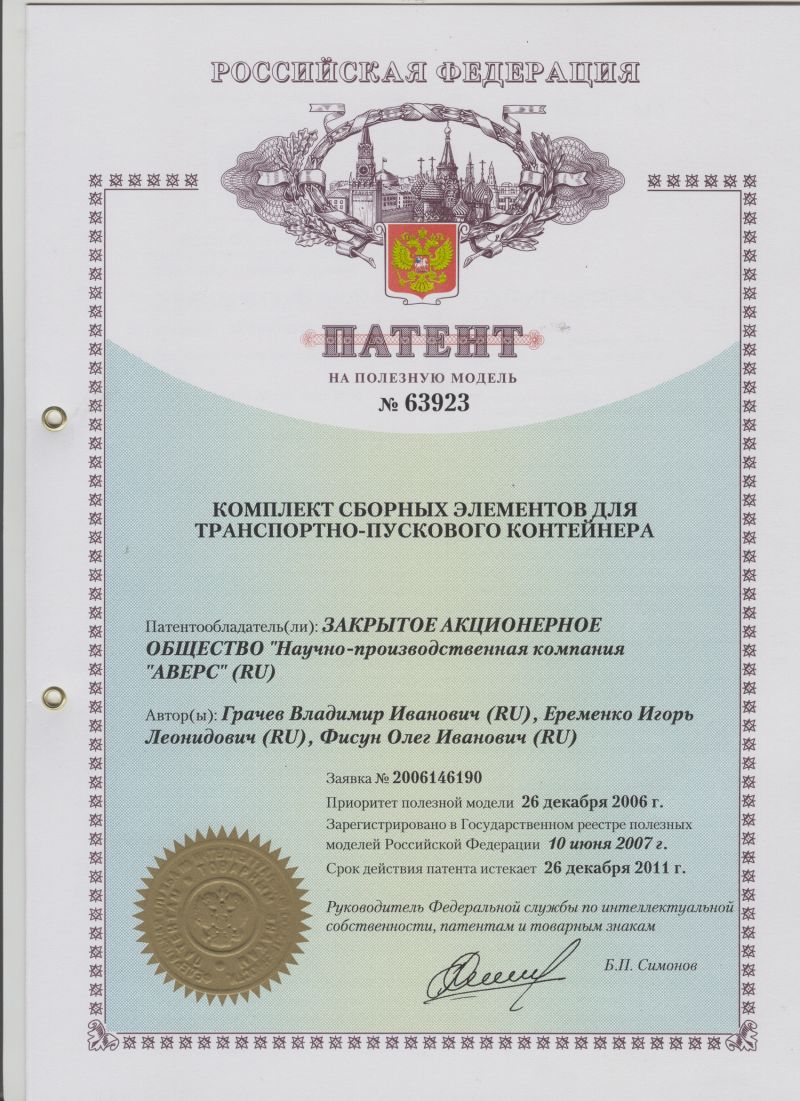 РОССИЙСКАЯ ФЕДЕРАЦИЯ
ПАТЕНТ
НА ПОЛЕЗНУЮ МОДЕЛЬ
№ 63923
КОМПЛЕКТ СБОРНЫХ ЭЛЕМЕНТОВ ДЛЯ
ТРАНСПОРТНО-ПУСКОВОГО КОНТЕЙНЕРА
Патентообладатель(ли): ЗАКРЫТОЕ АКЦИОНЕРНОЕ
ОБЩЕСТВО "Научно-производственная компания
"АВЕРС" (RU)
Автор(ы): Грачев Владимир Иванович (RU), Еременко Игорь
Леонидович (RU), Фисун Олег Иванович (RU)
Заявка № 2006146190
Приоритет полезной модели 26 декабря 2006 г.
Зарегистрировано в Государственном реестре полезных
моделей Российской Федерации 10 июня 2007 г.
Срок действия патента истекает 26 декабря 2011 г.
Руководитель Федеральной службы по интеллектуальной
собственности, патентам и товарным знакам
Б.П. Симонов